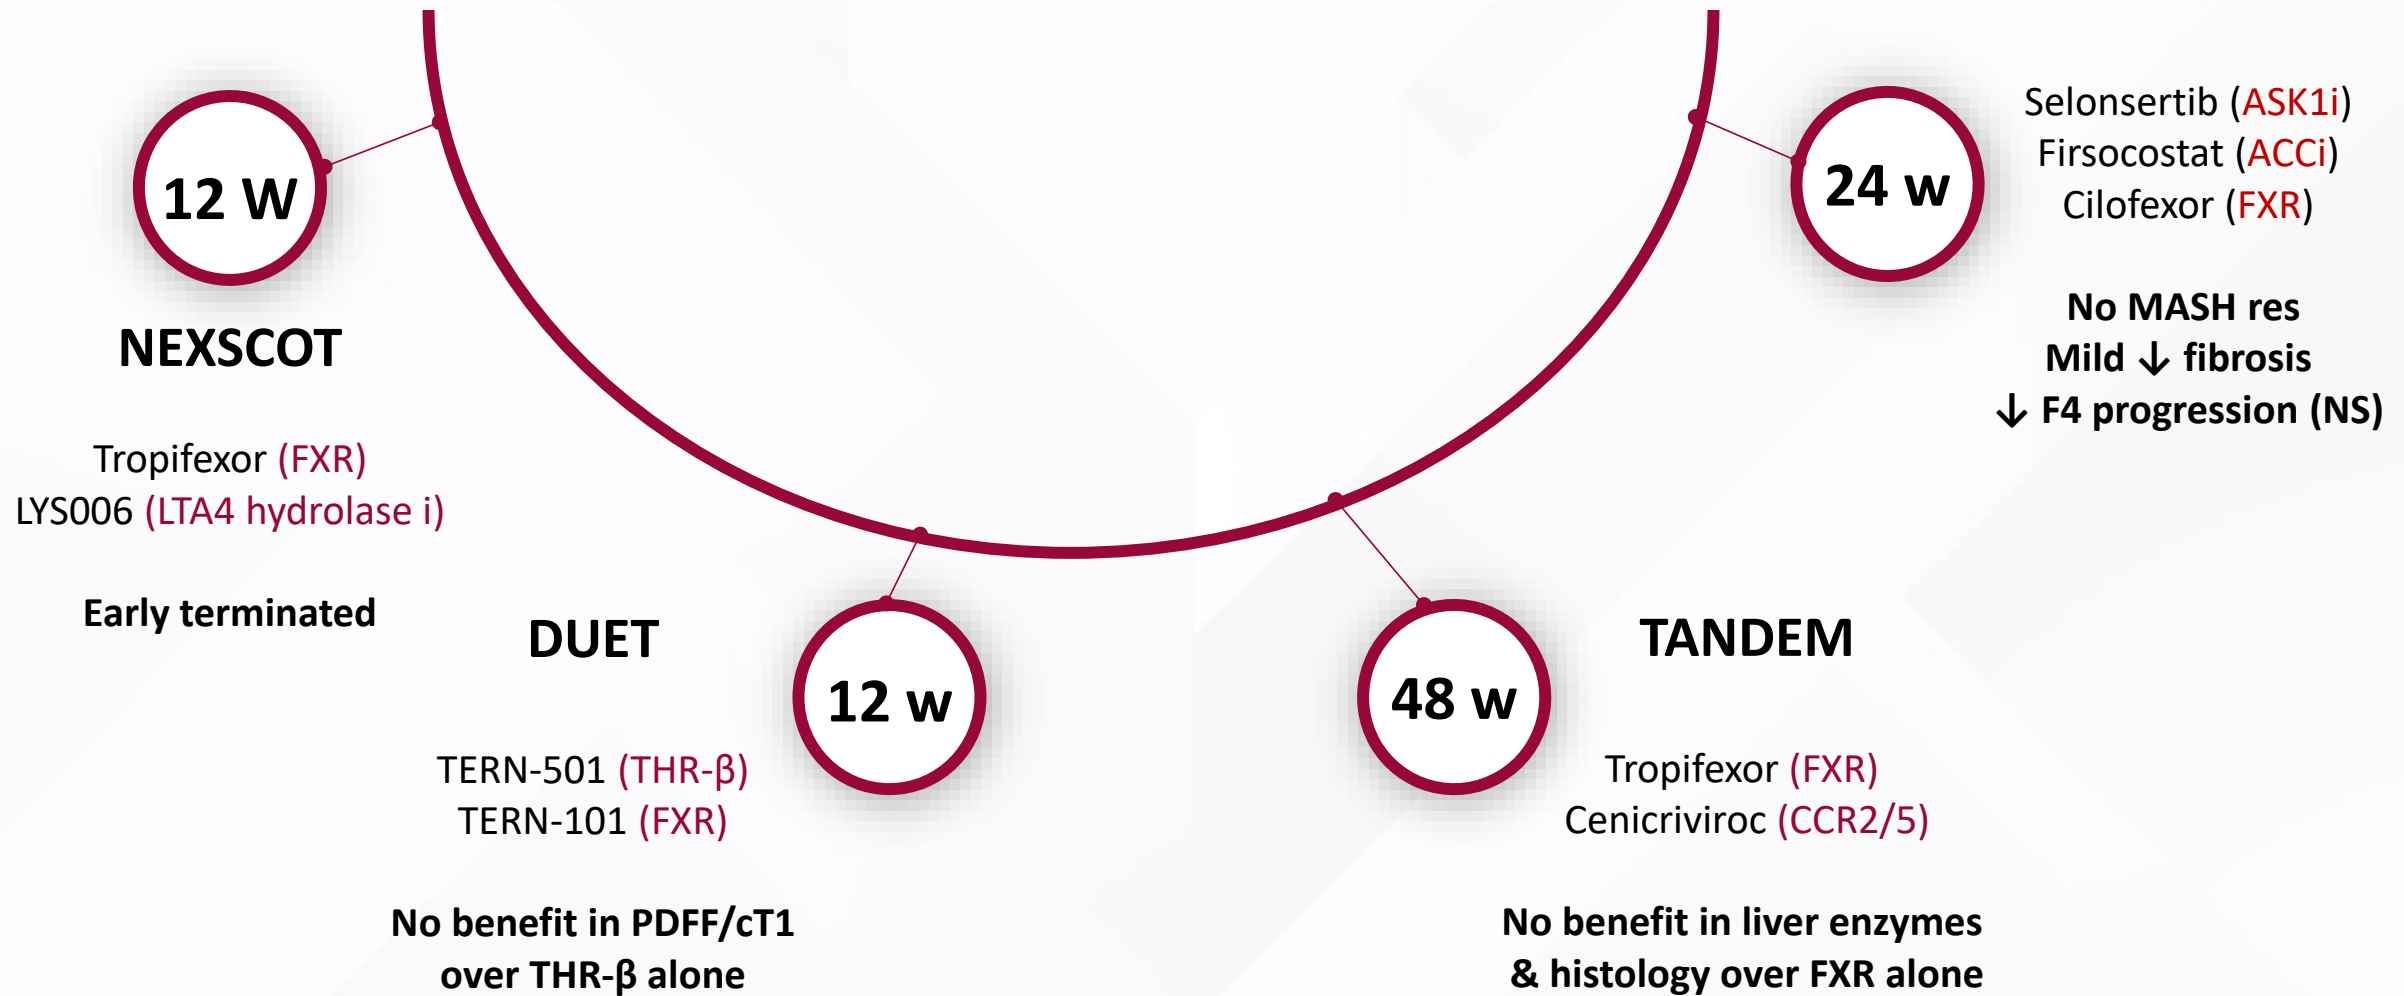 12 W
NEXSCOT
Tropifexor (FXR)
LYS006 (LTA4 hydrolase i)
Early terminated
DUET
12 w
TERN-501 (THR-β)
TERN-101 (FXR)
No benefit in PDFF/cT1
over THR-β alone
48 w
TANDEM
Tropifexor (FXR)
Cenicriviroc (CCR2/5)
No benefit in liver enzymes
& histology over FXR alone
24 w
Selonsertib (ASK1i)
Firsocostat (ACCi)
Cilofexor (FXR)
No MASH res
Mild ↓ fibrosis
↓ F4 progression (NS)